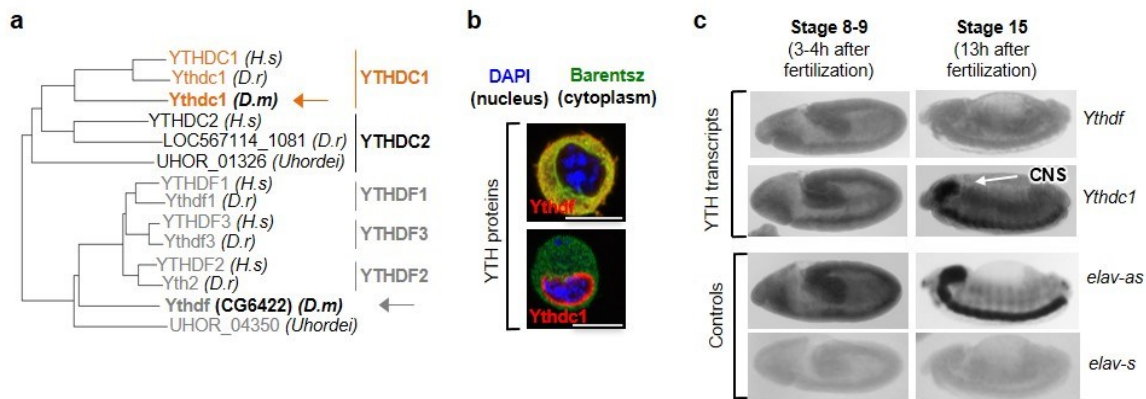 a
YTHDC1 (H.s)
Ythdc1 (D.r)
Ythdc1 (D.m)
YTHDC1
YTHDC2 (H.s)
LOC567114_1081 (D.r)
UHOR_01326 (Uhordei)
YTHDC2
YTHDF1 (H.s)
Ythdf1 (D.r)
YTHDF1
YTHDF3 (H.s)
Ythdf3 (D.r)
YTHDF3
YTHDF2 (H.s)
Yth2 (D.r)
YTHDF2
Ythdf (CG6422) (D.m)
UHOR_04350 (Uhordei)
b
DAPI
(nucleus)
Barentsz
(cytoplasm)
YTH proteins
Ythdf
Ythdc1
c
Stage 8-9
(3-4h after
fertilization)
Stage 15
(13h after
fertilization)
YTH transcripts
Ythdf
CNS
Ythdc1
Controls
elav-as
elav-s